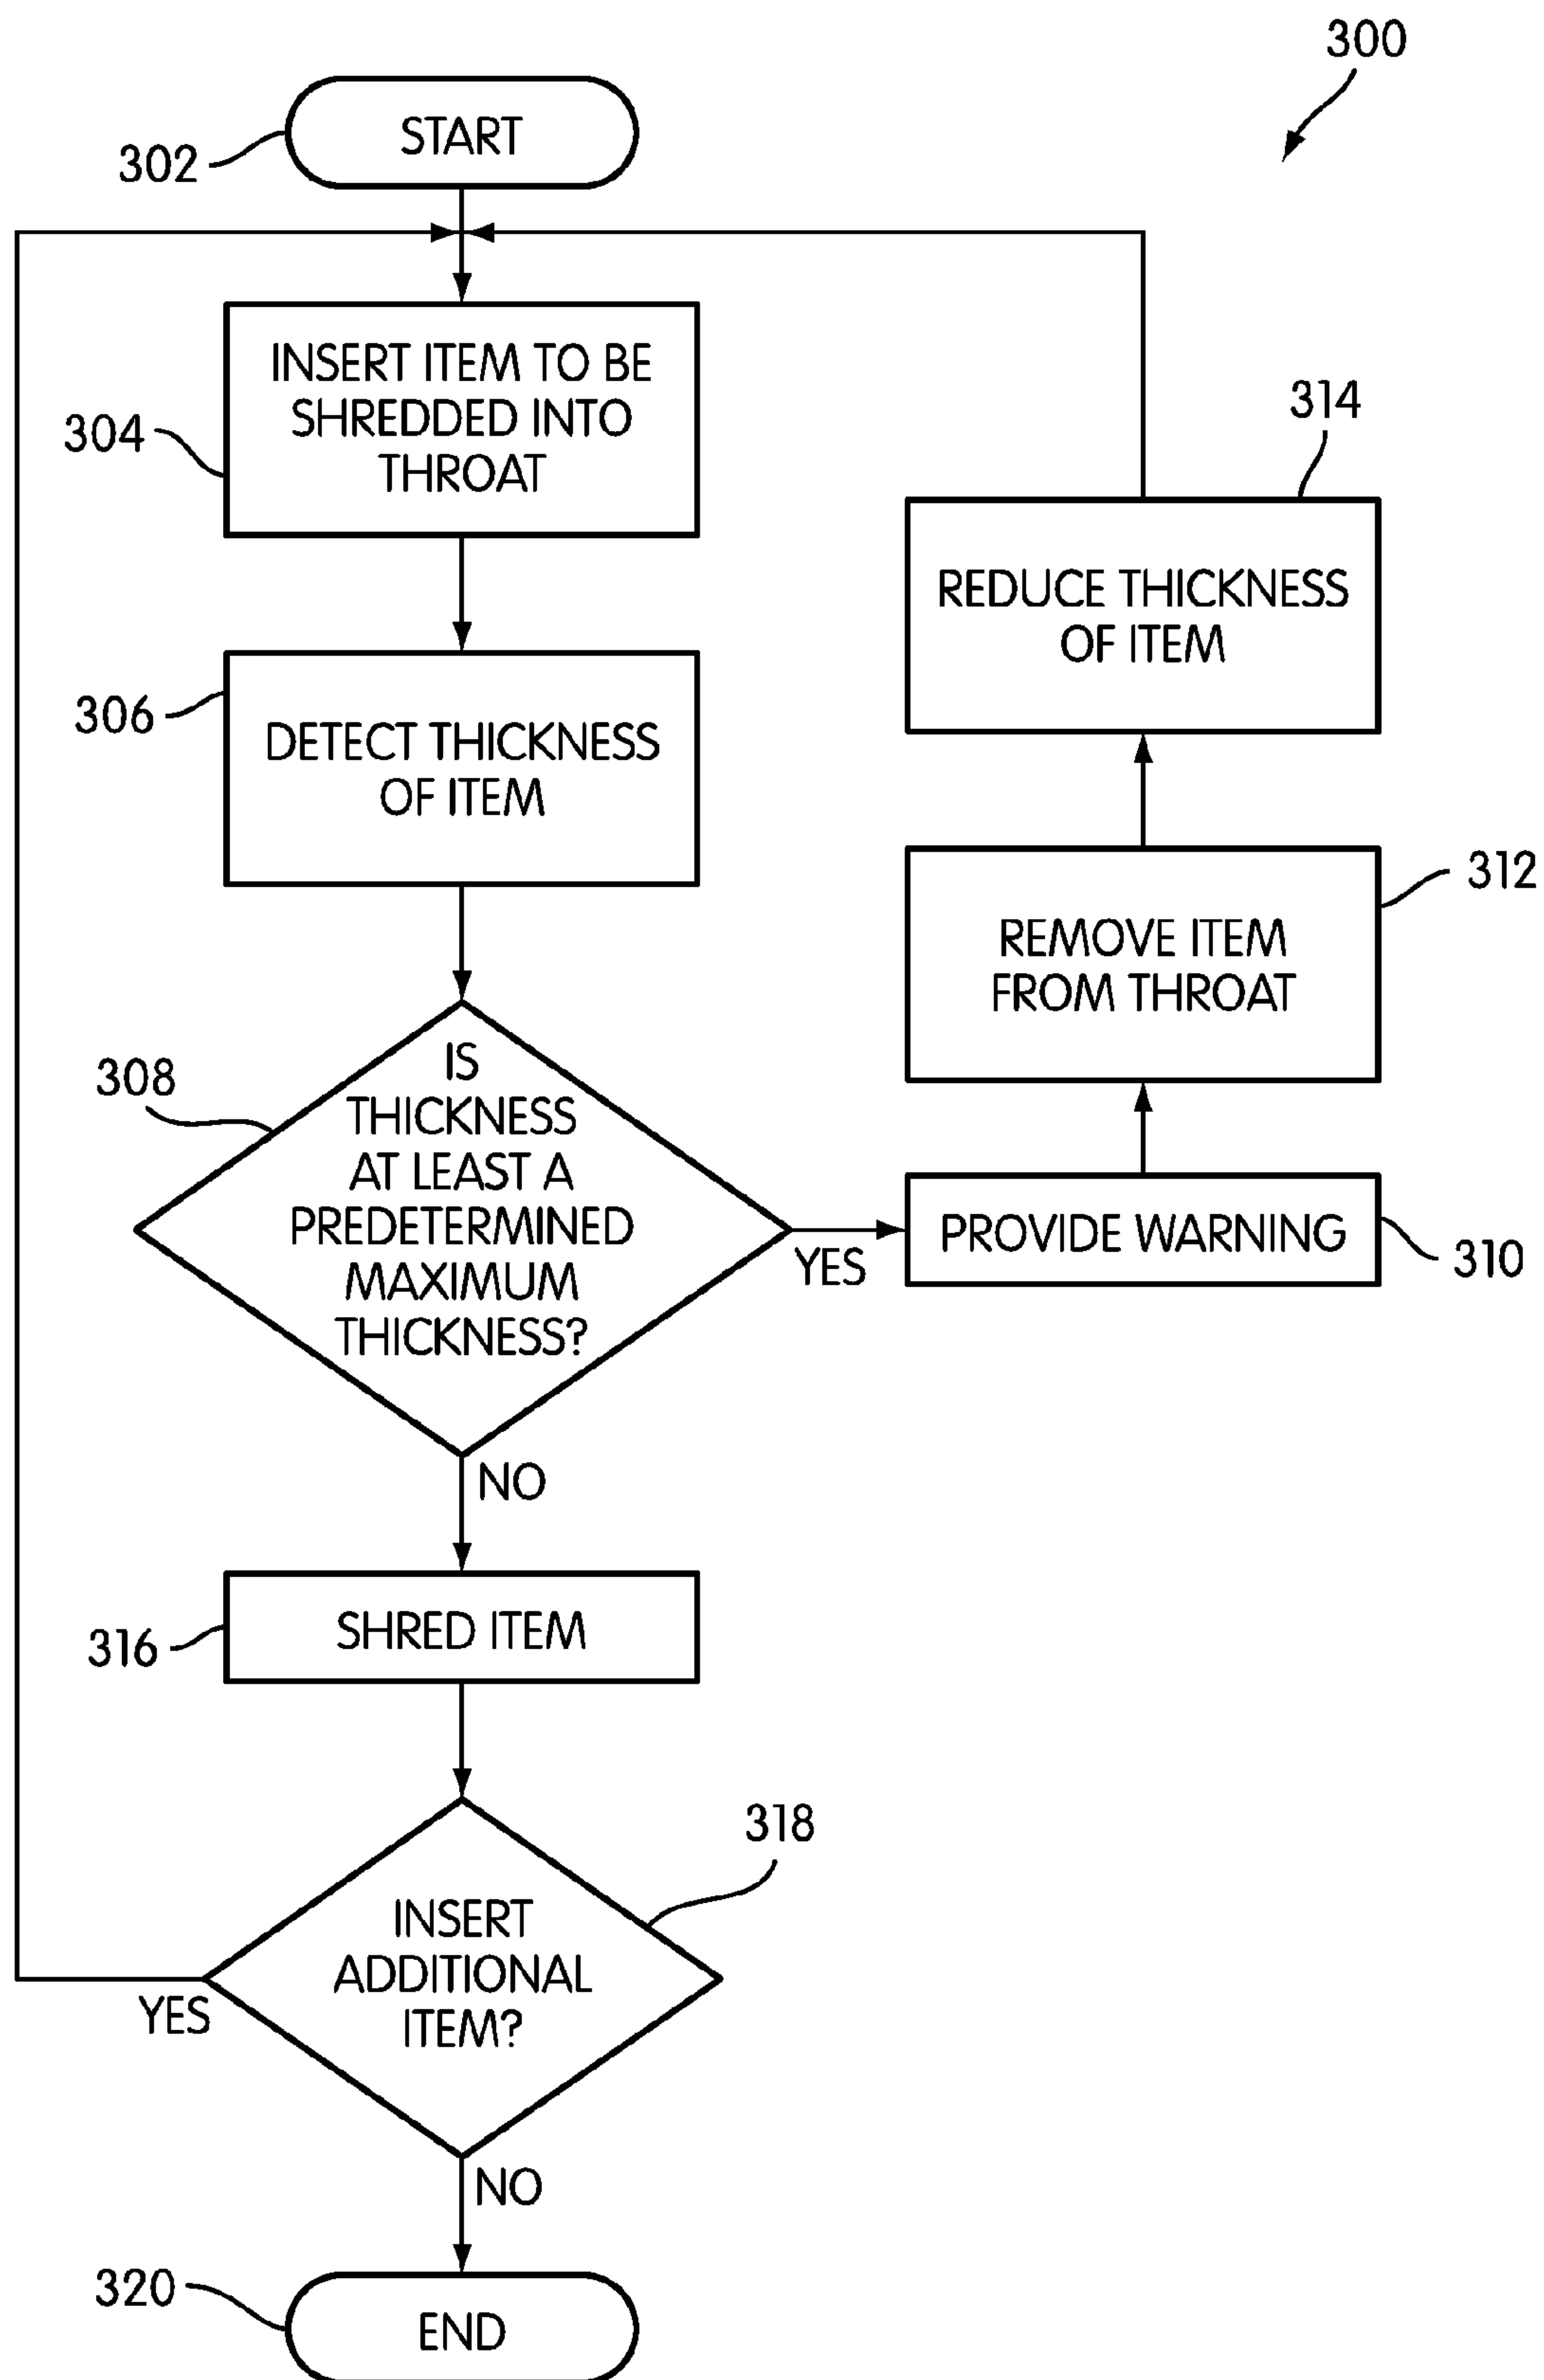 300
START
302
INSERT ITEM TO BE
SHREDDED INTO
THROAT
304
314
REDUCE THICKNESS
OF ITEM
306
DETECT THICKNESS
OF ITEM
312
REMOVE ITEM
FROM THROAT
308
IS
THICKNESS
AT LEAST A
PREDETERMINED
MAXIMUM
THICKNESS?
YES
PROVIDE WARNING
310
NO
SHRED ITEM
316
318
INSERT
ADDITIONAL
ITEM?
YES
NO
320
END